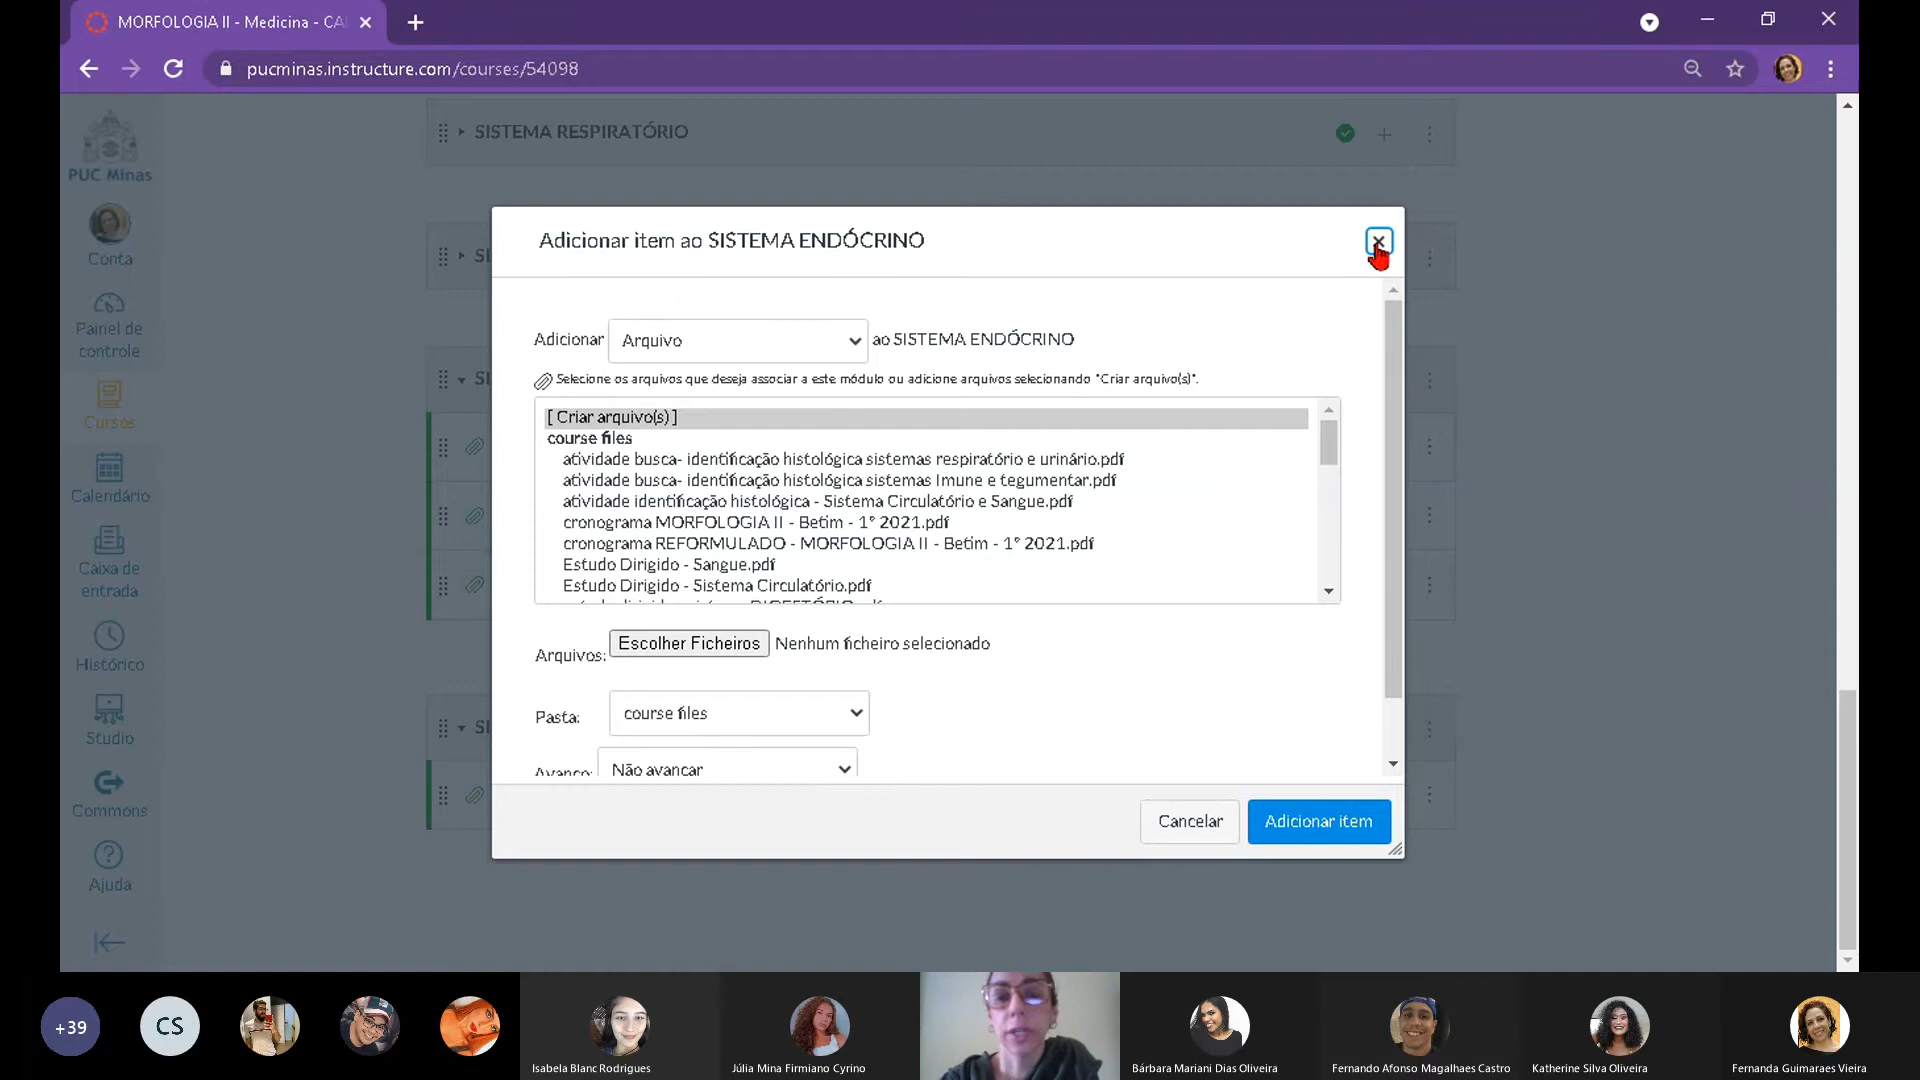 MORFOLOGIA II - Medicina - CA
pucminas.instructure.com/courses/54098
PUC Minas
Conta
Painel de
controle
Cursos
Calendário
Caixa de
entrada
Histórico
Studio
Commons
Ajuda
SISTEMA RESPIRATÓRIO
SI
SI
SI
Adicionar item ao SISTEMA ENDÓCRINO
Adicionar Arquivo ao SISTEMA ENDÓCRINO
Selecione os arquivos que deseja associar a este módulo ou adicione arquivos selecionando "Criar arquivo(s)".
[ Criar arquivo(s) ]
course files
atividade busca- identificação histológica sistemas respiratório e urinário.pdf
atividade busca- identificação histológica sistemas Imune e tegumentar.pdf
atividade identificação histológica - Sistema Circulatório e Sangue.pdf
cronograma MORFOLOGIA II - Betim - 1º 2021.pdf
cronograma REFORMULADO - MORFOLOGIA II - Betim - 1º 2021.pdf
Estudo Dirigido - Sangue.pdf
Estudo Dirigido - Sistema Circulatório.pdf
Arquivos: Escolher Ficheiros Nenhum ficheiro selecionado
Pasta: course files
Avanço: Não avançar
Cancelar Adicionar item
+39
CS
Isabela Blanc Rodrigues
Júlia Mina Firmiano Cyrino
Bárbara Mariani Dias Oliveira
Fernando Afonso Magalhaes Castro
Katherine Silva Oliveira
Fernanda Guimaraes Vieira